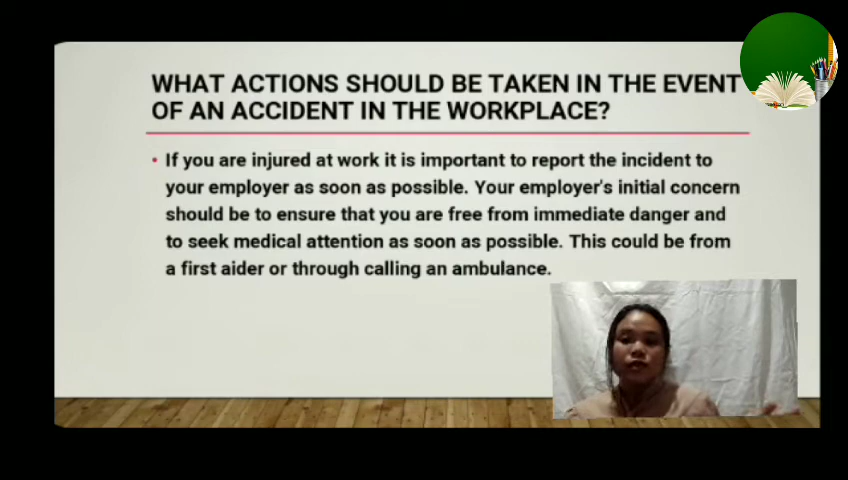 WHAT ACTIONS SHOULD BE TAKEN IN THE EVENT
OF AN ACCIDENT IN THE WORKPLACE?
• If you are injured at work it is important to report the incident to
your employer as soon as possible. Your employer's initial concern
should be to ensure that you are free from immediate danger and
to seek medical attention as soon as possible. This could be from
a first aider or through calling an ambulance.